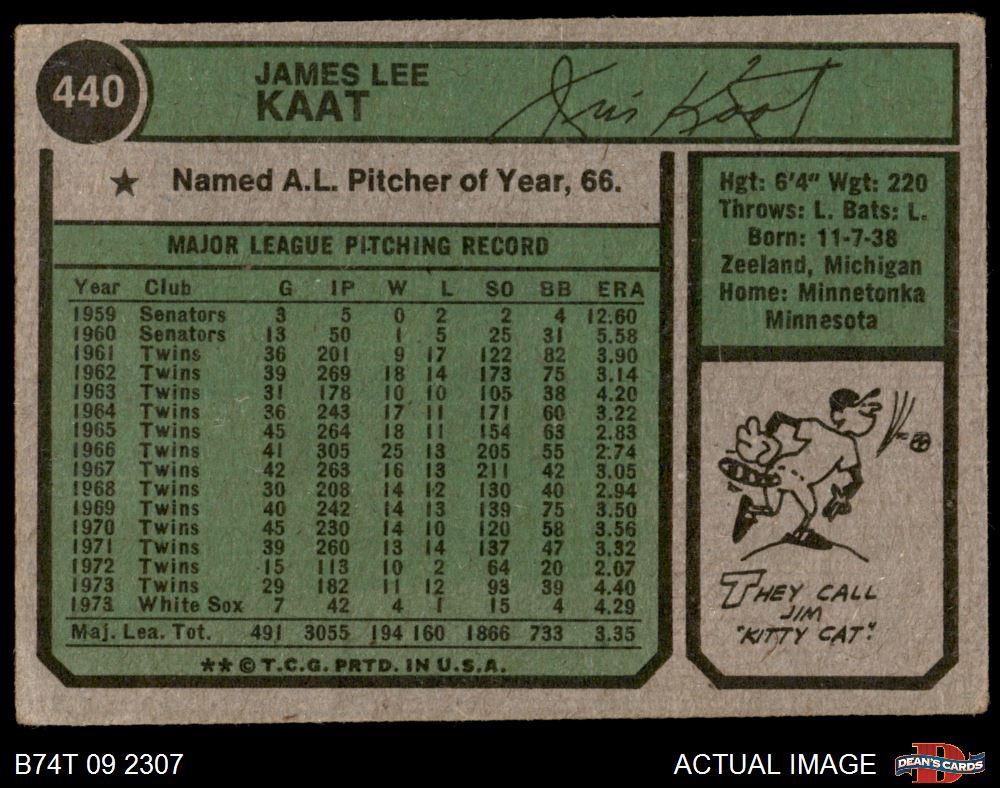 440
JAMES LEE
KAAT
Jim Kaat
★ Named A.L. Pitcher of Year, 66.
MAJOR LEAGUE PITCHING RECORD
Year Club G IP W L SO BB ERA
1959 Senators 3 5 0 2 2 4 12.60
1960 Senators 13 50 1 5 25 31 5.58
1961 Twins 36 201 9 17 122 82 3.90
1962 Twins 39 269 18 14 173 75 3.14
1963 Twins 31 178 10 10 105 38 4.20
1964 Twins 36 243 17 11 171 60 3.22
1965 Twins 45 264 18 11 154 63 2.83
1966 Twins 41 305 25 13 205 55 2.74
1967 Twins 42 263 16 13 211 42 3.05
1968 Twins 30 208 14 12 130 40 2.94
1969 Twins 40 242 14 13 139 75 3.50
1970 Twins 45 230 14 10 120 58 3.56
1971 Twins 39 260 13 14 137 47 3.32
1972 Twins 15 113 10 2 64 20 2.07
1973 Twins 29 182 11 12 93 39 4.40
1973 White Sox 7 42 4 1 15 4 4.29
Maj. Lea. Tot. 491 3055 194 160 1866 733 3.35
** © T.C.G. PRTD. IN U.S.A.
Hgt: 6'4" Wgt: 220
Throws: L. Bats: L.
Born: 11-7-38
Zeeland, Michigan
Home: Minnetonka
Minnesota
THEY CALL
JIM
"KITTY CAT".
B74T 09 2307
ACTUAL IMAGE
DEAN'S CARDS